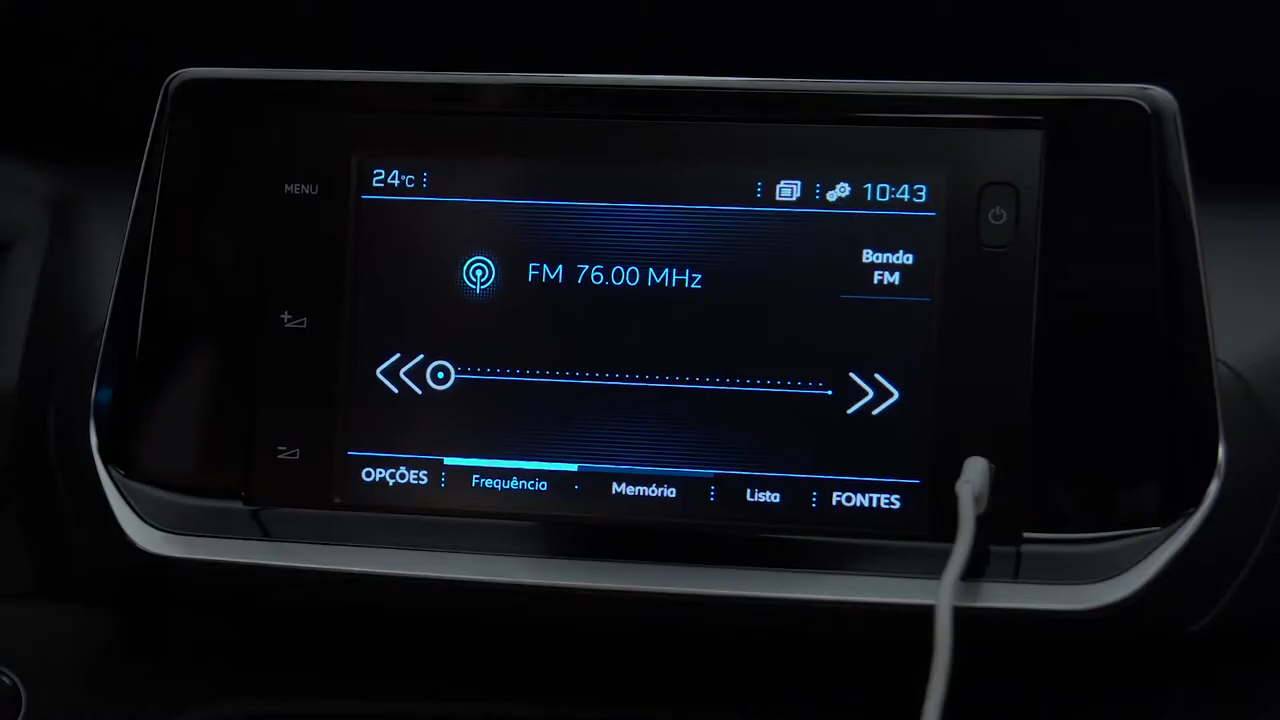 24°C
10:43
MENU
FM 76.00 MHz
Banda
FM
OPÇÕES
Frequência
Memória
Lista
FONTES